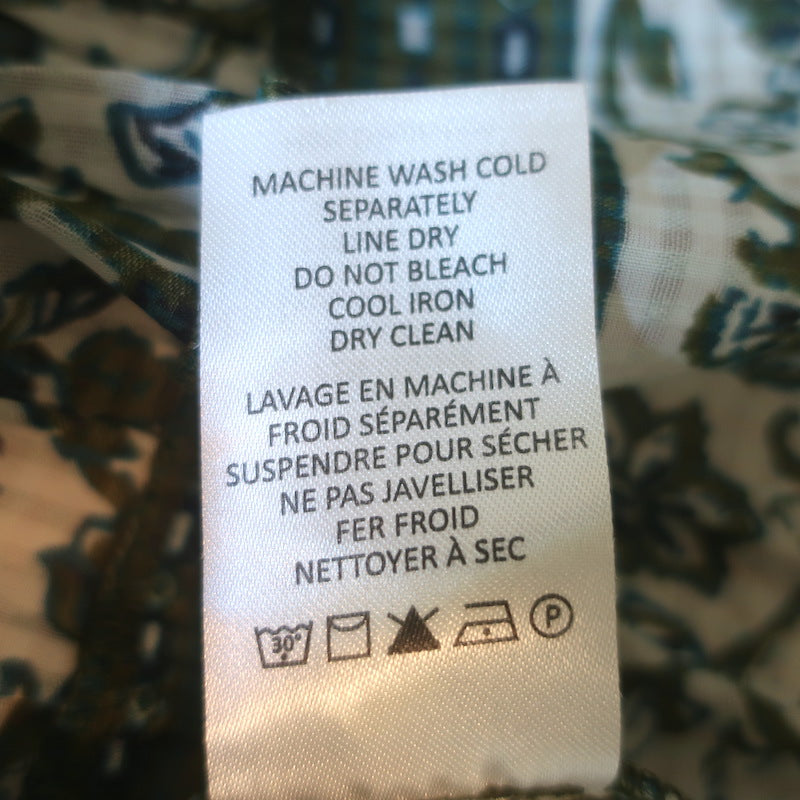 MACHINE WASH COLD
SEPARATELY
LINE DRY
DO NOT BLEACH
COOL IRON
DRY CLEAN
LAVAGE EN MACHINE À
FROID SÉPARÉMENT
SUSPENDRE POUR SÉCHER
NE PAS JAVELLISER
FER FROID
NETTOYER À SEC
30° P